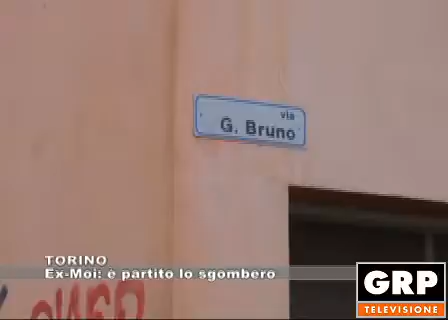 via
G. Bruno
TORINO
Ex-Moi: è partito lo sgombero
GRP
TELEVISIONE